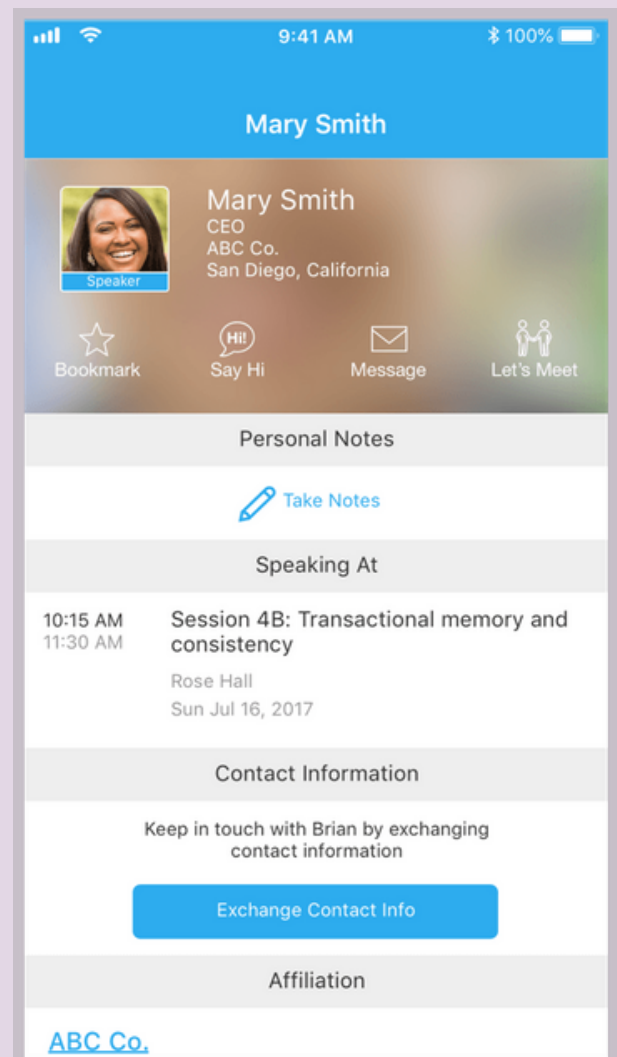 9:41 AM 100%
Mary Smith
Mary Smith
CEO
ABC Co.
San Diego, California
Speaker
Hi!
Bookmark Say Hi Message Let's Meet
Personal Notes
Take Notes
Speaking At
10:15 AM Session 4B: Transactional memory and
11:30 AM consistency
Rose Hall
Sun Jul 16, 2017
Contact Information
Keep in touch with Brian by exchanging
contact information
Exchange Contact Info
Affiliation
ABC Co.